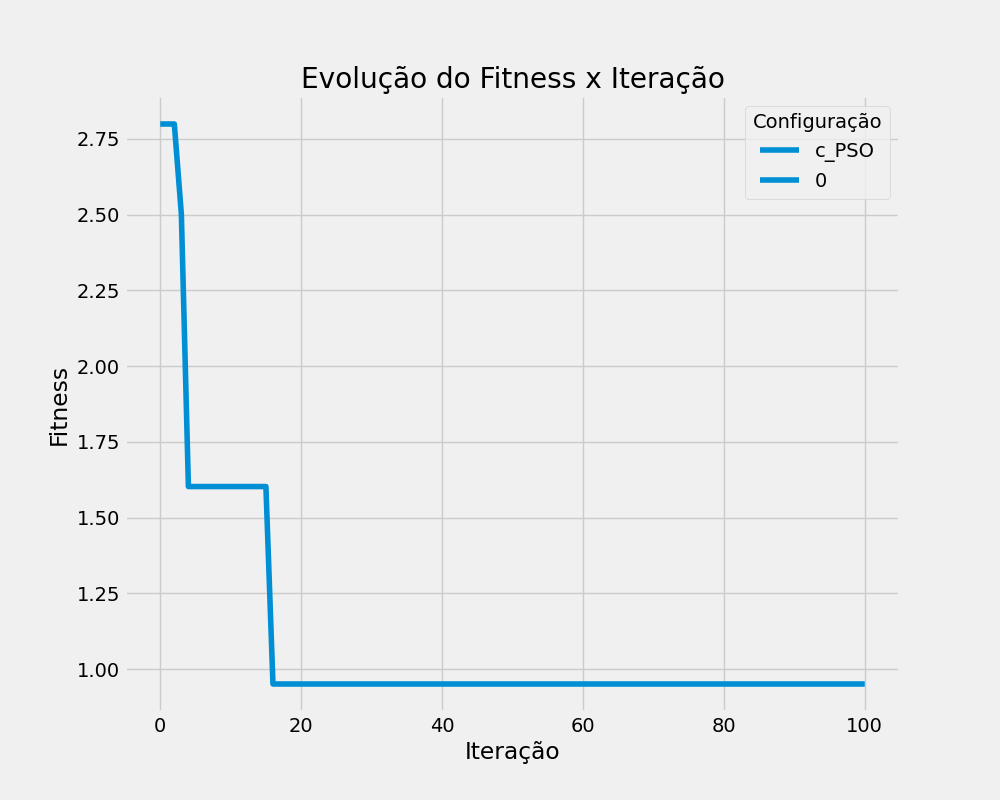 Evolução do Fitness x Iteração
Configuração
c_PSO
0
Fitness
2.75
2.50
2.25
2.00
1.75
1.50
1.25
1.00
0 20 40 60 80 100
Iteração